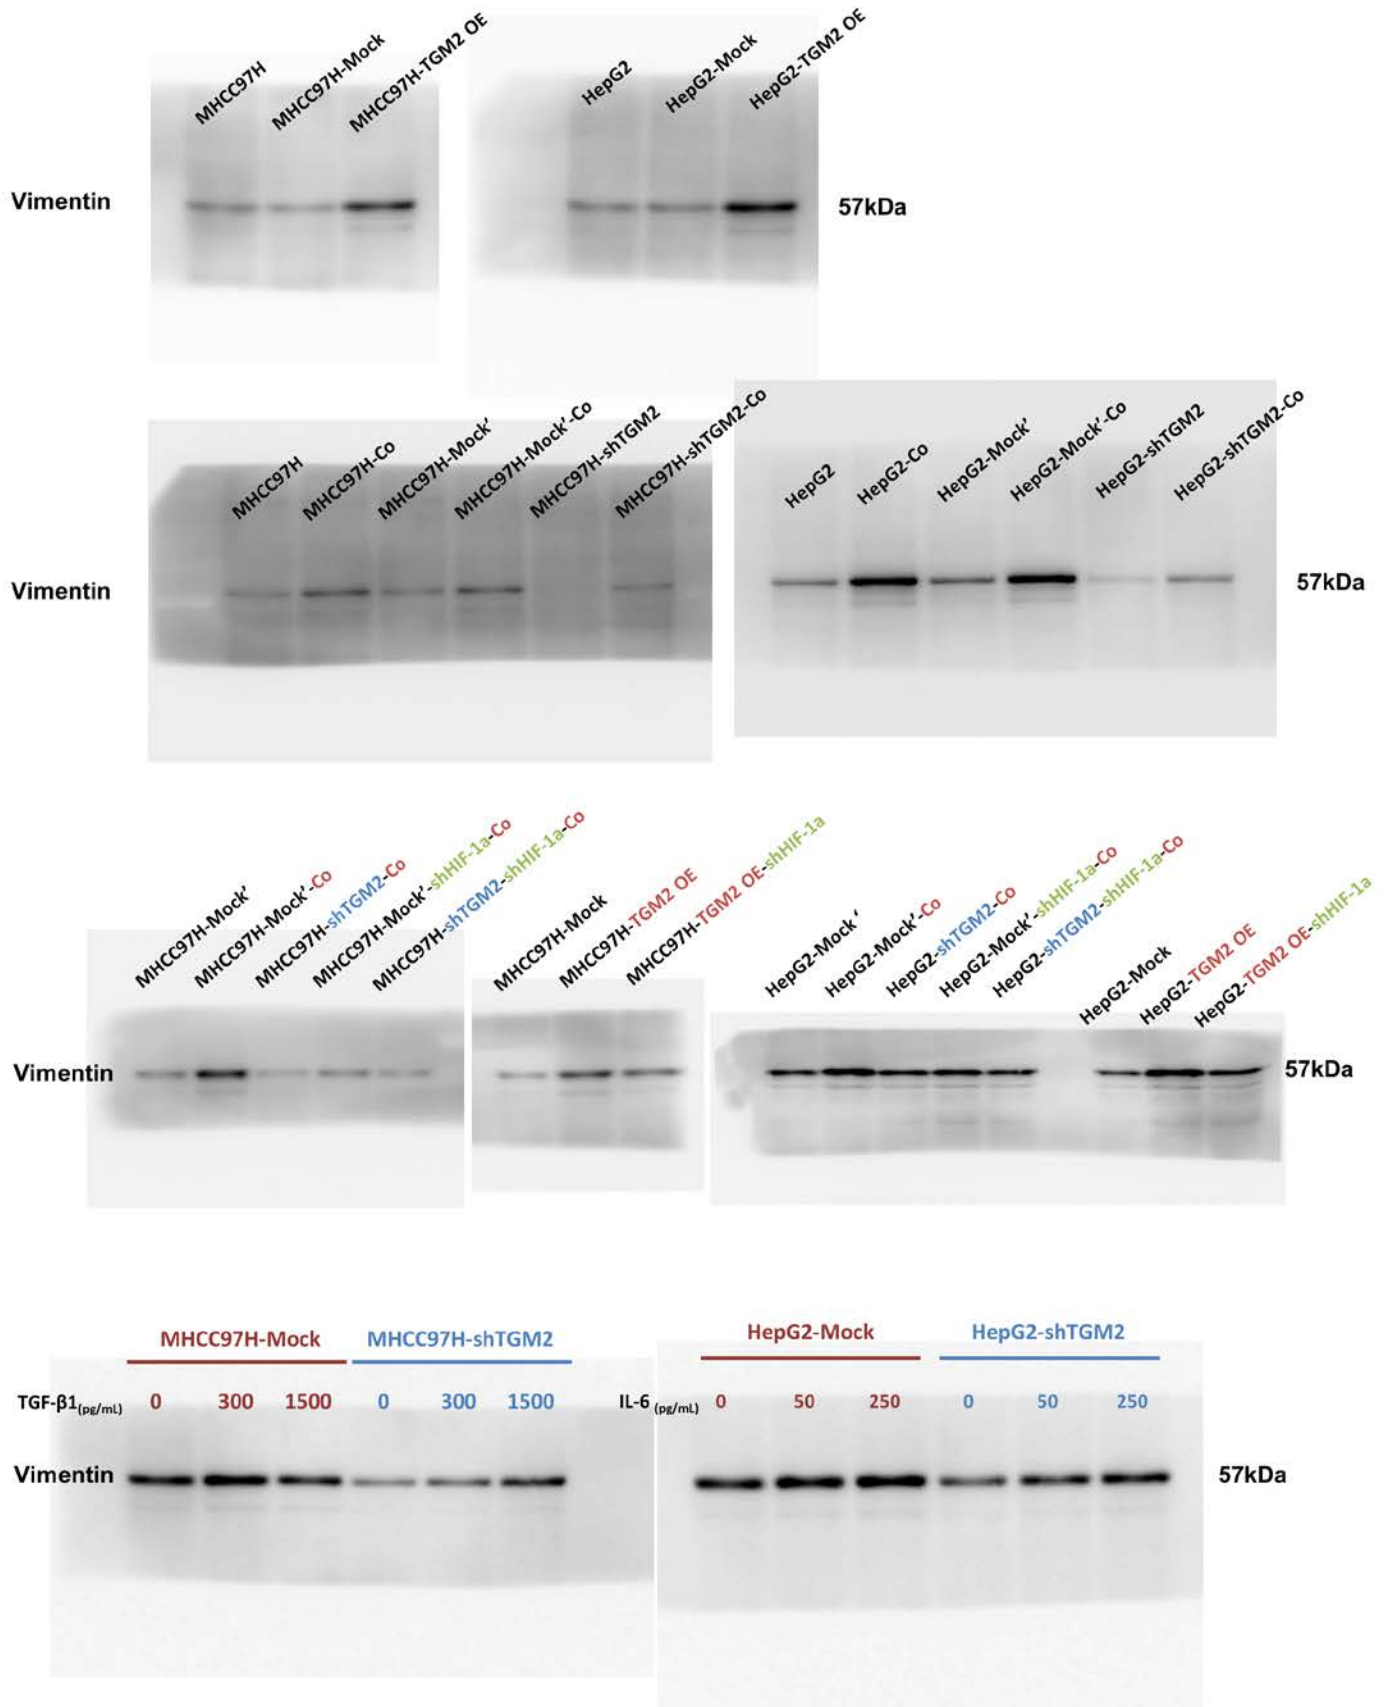 MHCC97H
MHCC97H-Mock
MHCC97H-TGM2 OE
HepG2
HepG2-Mock
HepG2-TGM2 OE
Vimentin
57kDa
MHCC97H
MHCC97H-Co
MHCC97H-Mock'
MHCC97H-Mock'-Co
MHCC97H-shTGM2
MHCC97H-shTGM2-Co
HepG2
HepG2-Co
HepG2-Mock'
HepG2-Mock'-Co
HepG2-shTGM2
HepG2-shTGM2-Co
Vimentin
57kDa
MHCC97H-Mock'
MHCC97H-Mock'-Co
MHCC97H-shTGM2-Co
MHCC97H-Mock'-shHIF-1a-Co
MHCC97H-shTGM2-shHIF-1a-Co
MHCC97H-Mock
MHCC97H-TGM2 OE
MHCC97H-TGM2 OE-shHIF-1a
HepG2-Mock'
HepG2-Mock'-Co
HepG2-shTGM2-Co
HepG2-Mock'-shHIF-1a-Co
HepG2-shTGM2-shHIF-1a-Co
HepG2-Mock
HepG2-TGM2 OE
HepG2-TGM2 OE-shHIF-1a
Vimentin
57kDa
MHCC97H-Mock MHCC97H-shTGM2 HepG2-Mock HepG2-shTGM2
TGF-β1(pg/mL) 0 300 1500 0 300 1500 IL-6 (pg/mL) 0 50 250 0 50 250
Vimentin
57kDa